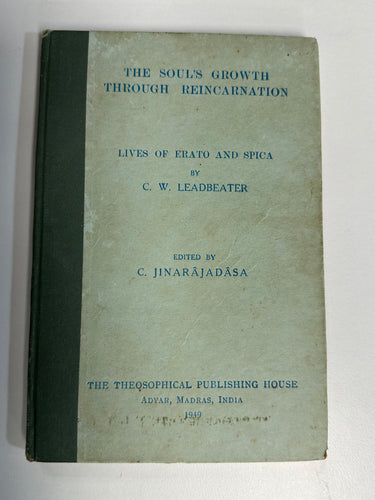 THE SOUL'S GROWTH
THROUGH REINCARNATION
LIVES OF ERATO AND SPICA
BY
C. W. LEADBEATER
EDITED BY
C. JINARĀJADĀSA
THE THEOSOPHICAL PUBLISHING HOUSE
ADYAR, MADRAS, INDIA
1949